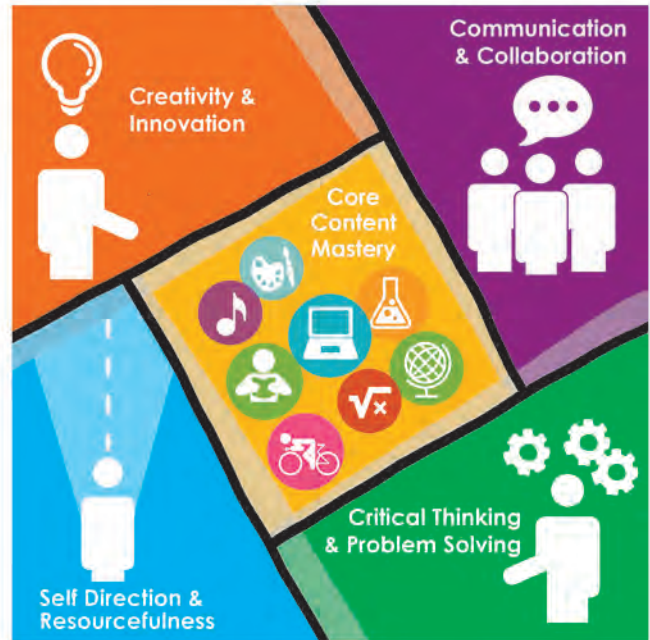 Creativity &
Innovation
Communication
& Collaboration
Core
Content
Mastery
√x
Self Direction &
Resourcefulness
Critical Thinking
& Problem Solving